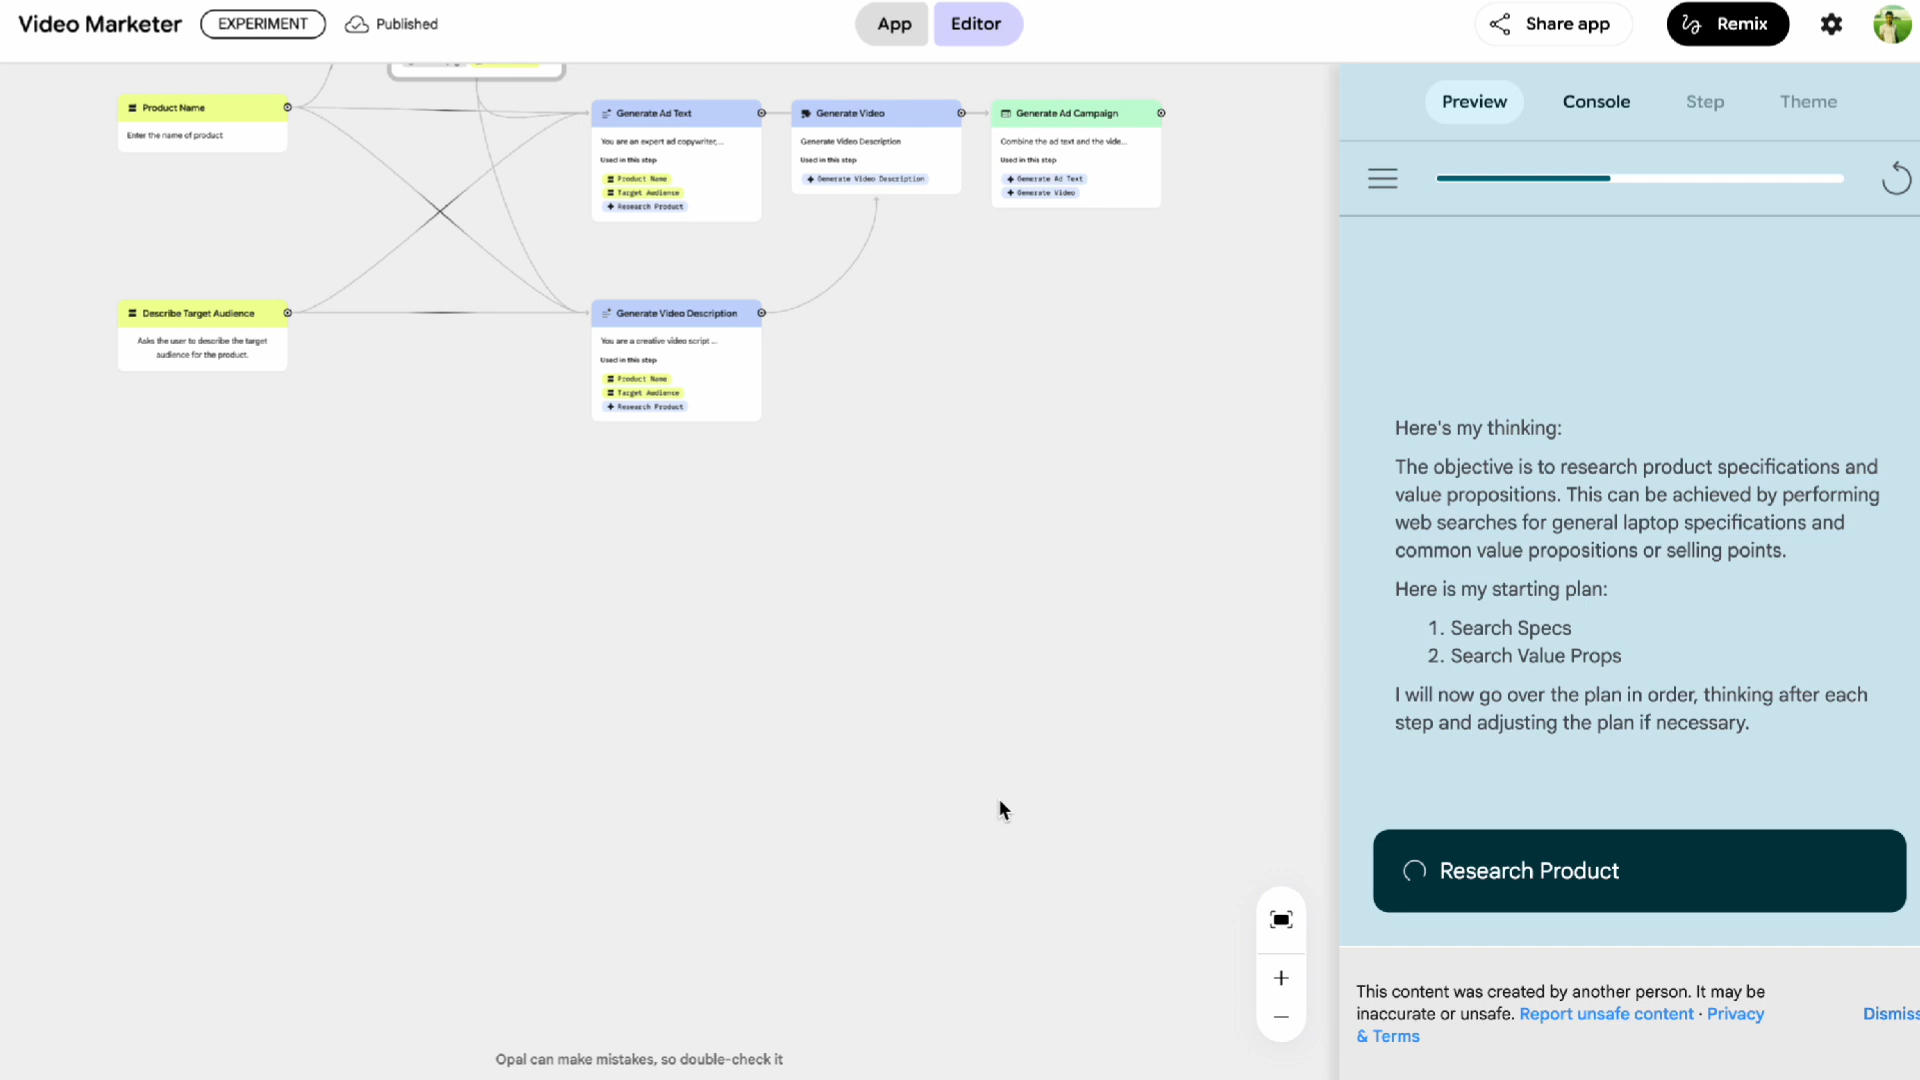 Video Marketer
EXPERIMENT
Published
App
Editor
Share app
Remix
Product Name
Enter the name of product
Generate Ad Text
You are an expert ad copywriter,...
Used in this step
Product Name
Target Audience
Research Product
Generate Video
Generate Video Description
Used in this step
Generate Video Description
Generate Ad Campaign
Combine the ad text and the vide...
Used in this step
Generate Ad Text
Generate Video
Describe Target Audience
Asks the user to describe the target
audience for the product.
Generate Video Description
You are a creative video script ...
Used in this step
Product Name
Target Audience
Research Product
Opal can make mistakes, so double-check it
Preview
Console
Step
Theme
Here's my thinking:
The objective is to research product specifications and
value propositions. This can be achieved by performing
web searches for general laptop specifications and
common value propositions or selling points.
Here is my starting plan:
1. Search Specs
2. Search Value Props
I will now go over the plan in order, thinking after each
step and adjusting the plan if necessary.
Research Product
This content was created by another person. It may be
inaccurate or unsafe. Report unsafe content · Privacy
& Terms
Dismiss